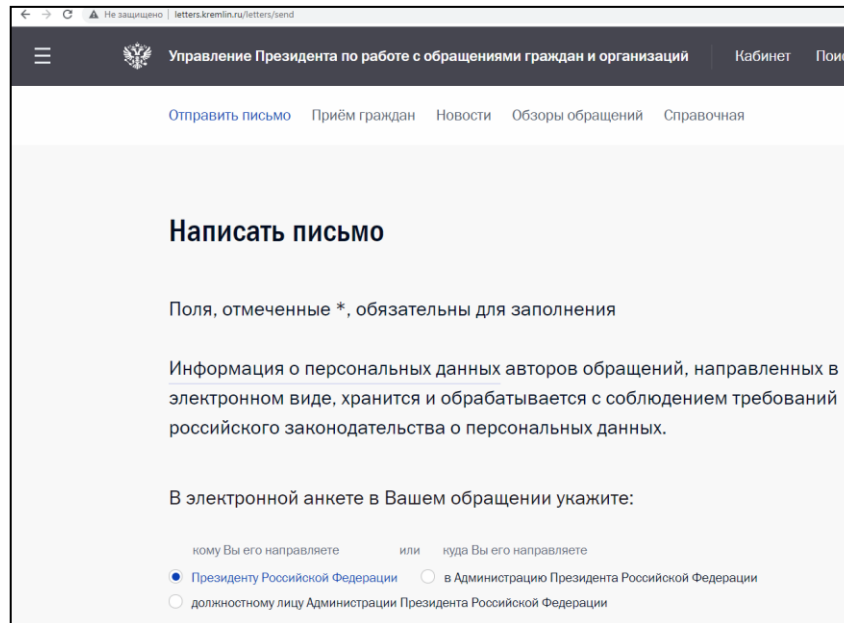 Не защищено | letters.kremlin.ru/letters/send
Управление Президента по работе с обращениями граждан и организаций Кабинет
Отправить письмо Приём граждан Новости Обзоры обращений Справочная
Написать письмо
Поля, отмеченные *, обязательны для заполнения
Информация о персональных данных авторов обращений, направленных в
электронном виде, хранится и обрабатывается с соблюдением требований
российского законодательства о персональных данных.
В электронной анкете в Вашем обращении укажите:
кому Вы его направляете или куда Вы его направляете
Президенту Российской Федерации в Администрацию Президента Российской Федерации
должностному лицу Администрации Президента Российской Федерации